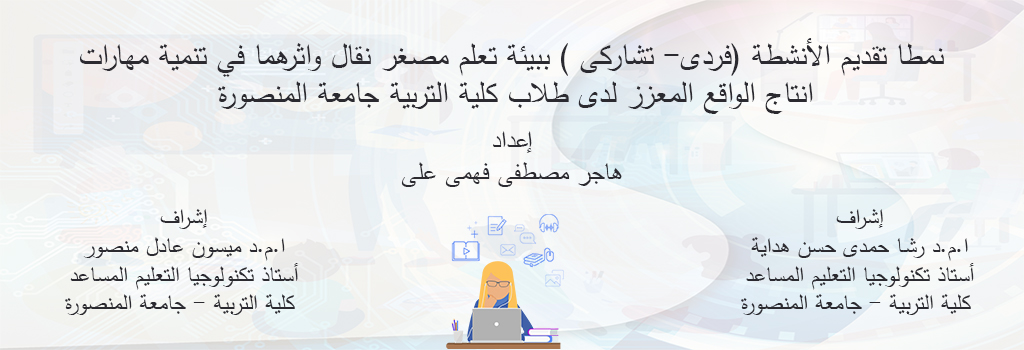 نمطا تقديم الأنشطة (فردى- تشاركى ) ببيئة تعلم مصغر نقال واثرهما في تنمية مهارات
انتاج الواقع المعزز لدى طلاب كلية التربية جامعة المنصورة
إعداد
هاجر مصطفى فهمى على
إشراف
ا.م.د رشا حمدى حسن هداية
أستاذ تكنولوجيا التعليم المساعد
كلية التربية – جامعة المنصورة
إشراف
ا.م.د ميسون عادل منصور
أستاذ تكنولوجيا التعليم المساعد
كلية التربية – جامعة المنصورة